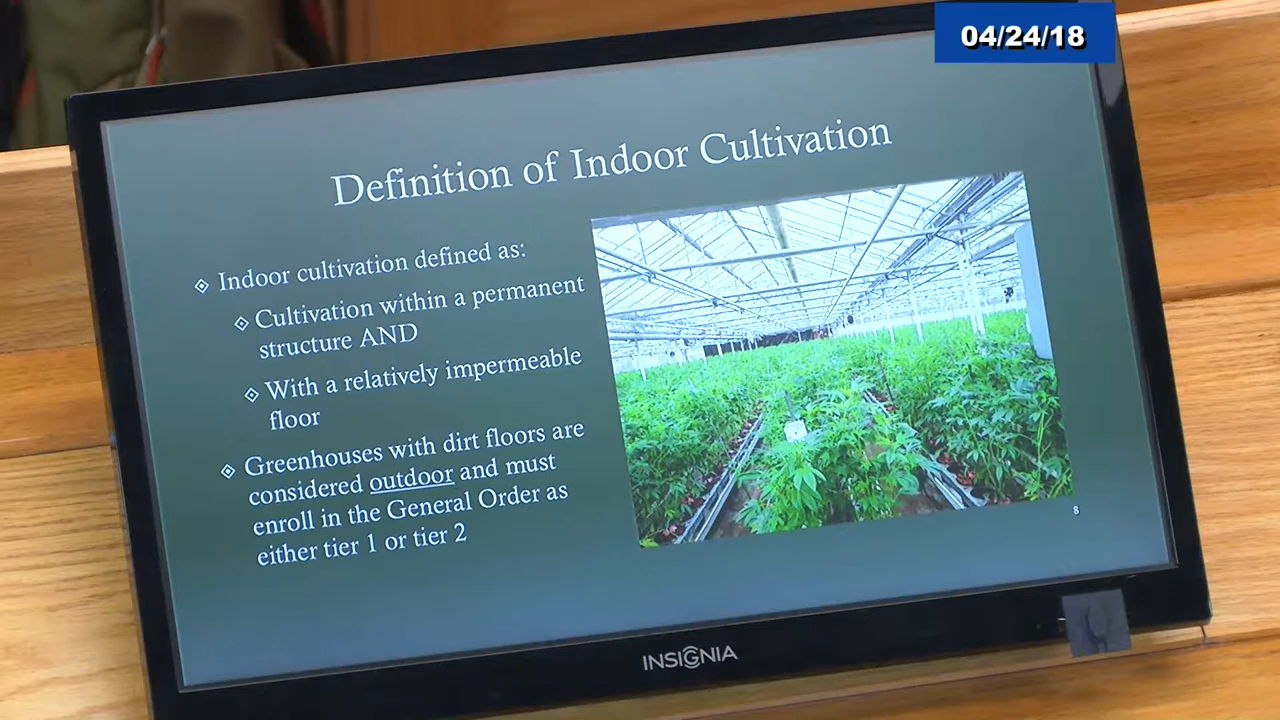 04/24/18
Definition of Indoor Cultivation
Indoor cultivation defined as:
Cultivation within a permanent
structure AND
With a relatively impermeable
floor
Greenhouses with dirt floors are
considered outdoor and must
enroll in the General Order as
either tier 1 or tier 2
8
INSIGNIA